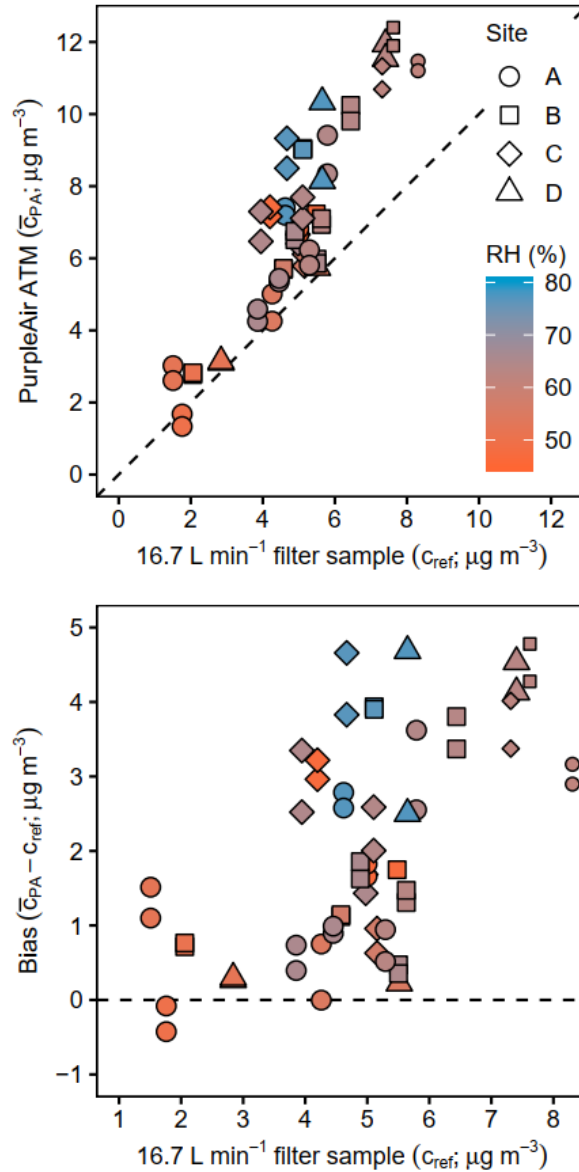 12
10
8
6
4
2
0
PurpleAir ATM (c̅PA; μg m−3)
0 2 4 6 8 10 12
16.7 L min−1 filter sample (cref; μg m−3)
Site
A
B
C
D
RH (%)
80
70
60
50
5
4
3
2
1
0
−1
Bias (c̅PA − cref; μg m−3)
1 2 3 4 5 6 7 8
16.7 L min−1 filter sample (cref; μg m−3)